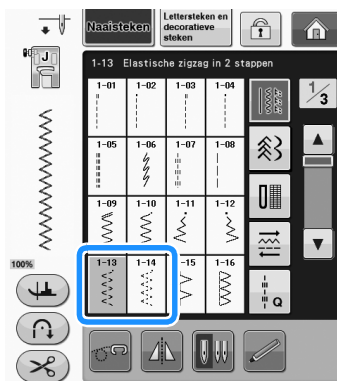 Naaisteken
Lettersteken en
decoratieve
steken
J
1-13 Elastische zigzag in 2 stappen
1-01 1-02 1-03 1-04
1/3
1-05 1-06 1-07 1-08
1-09 1-10 1-11 1-12
100%
1-13 1-14 -15 1-16
Q